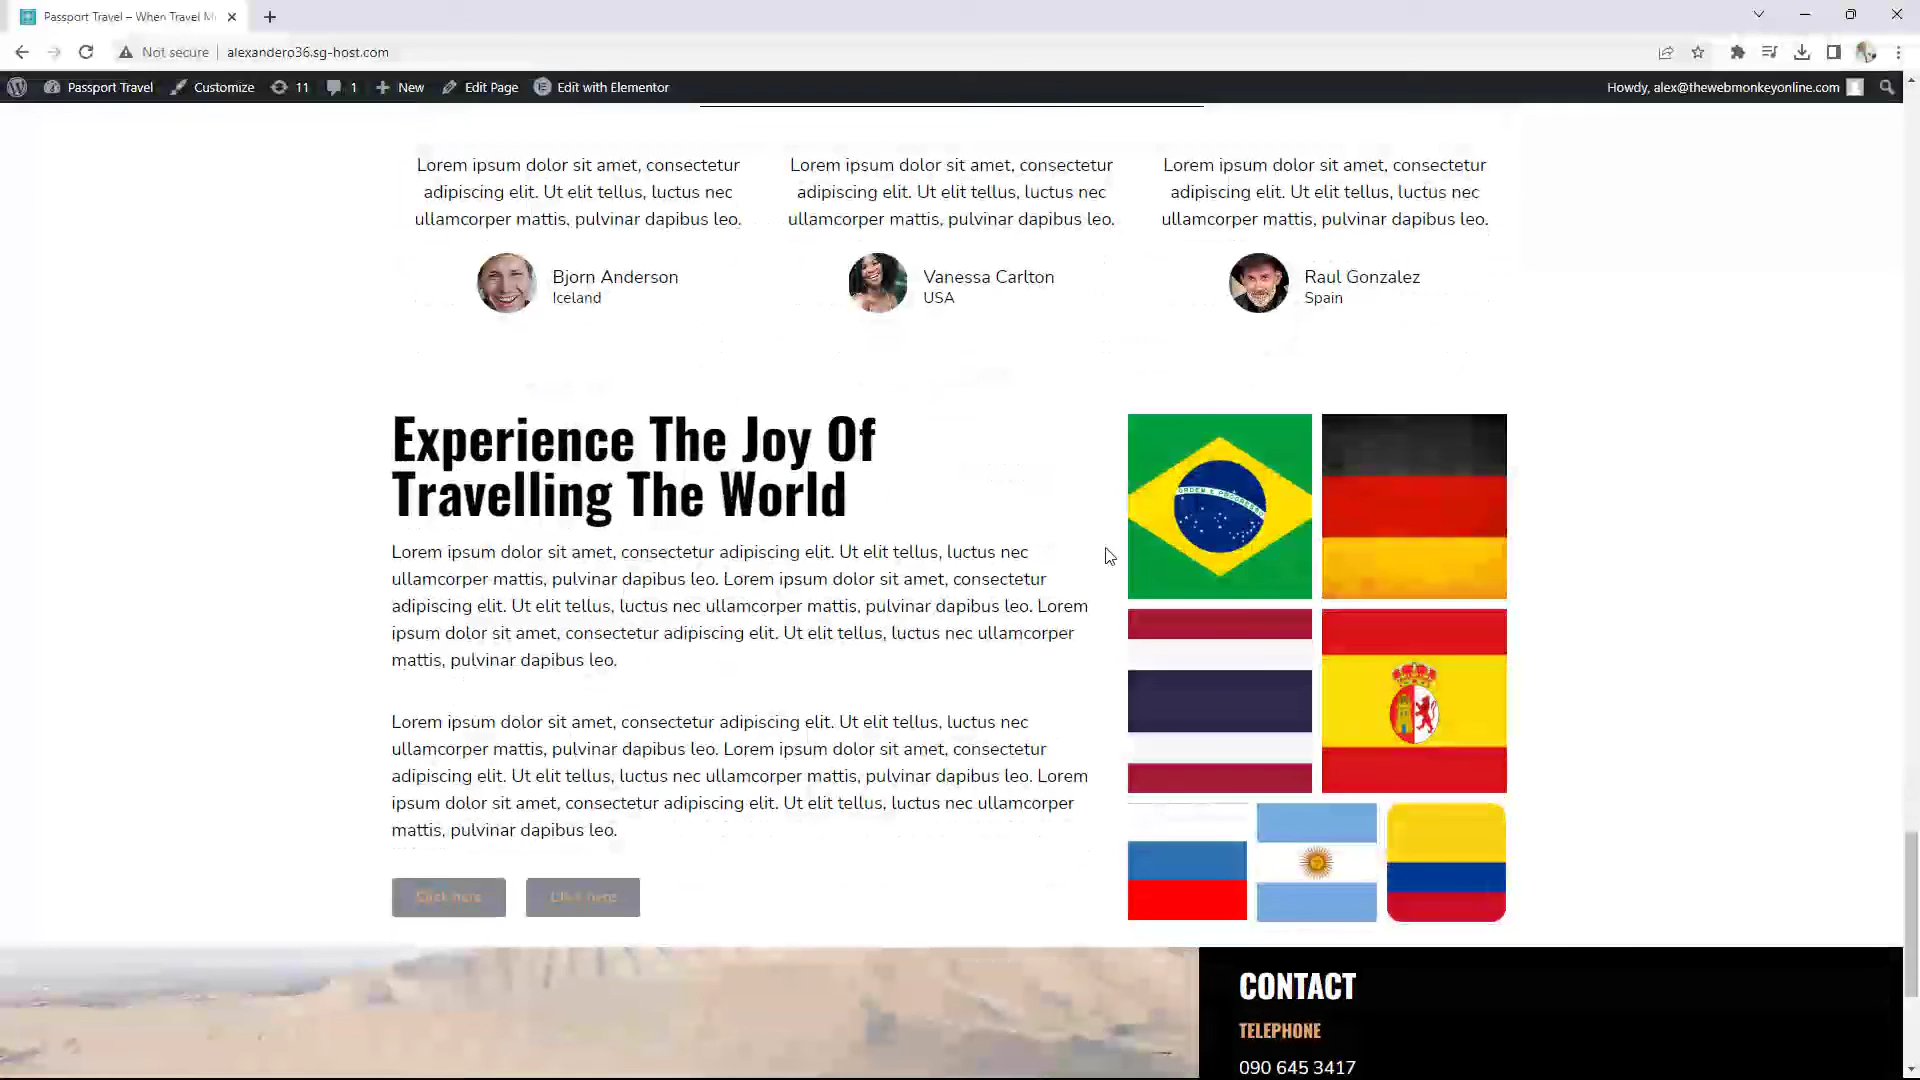 Passport Travel – When Travel M
Not secure
alexandero36.sg-host.com
Passport Travel
Customize
11
1
New
Edit Page
Edit with Elementor
Howdy, alex@thewebmonkeyonline.com
Lorem ipsum dolor sit amet, consectetur
adipiscing elit. Ut elit tellus, luctus nec
ullamcorper mattis, pulvinar dapibus leo.
Bjorn Anderson
Iceland
Lorem ipsum dolor sit amet, consectetur
adipiscing elit. Ut elit tellus, luctus nec
ullamcorper mattis, pulvinar dapibus leo.
Vanessa Carlton
USA
Lorem ipsum dolor sit amet, consectetur
adipiscing elit. Ut elit tellus, luctus nec
ullamcorper mattis, pulvinar dapibus leo.
Raul Gonzalez
Spain
Experience The Joy Of
Travelling The World
Lorem ipsum dolor sit amet, consectetur adipiscing elit. Ut elit tellus, luctus nec
ullamcorper mattis, pulvinar dapibus leo. Lorem ipsum dolor sit amet, consectetur
adipiscing elit. Ut elit tellus, luctus nec ullamcorper mattis, pulvinar dapibus leo. Lorem
ipsum dolor sit amet, consectetur adipiscing elit. Ut elit tellus, luctus nec ullamcorper
mattis, pulvinar dapibus leo.
Lorem ipsum dolor sit amet, consectetur adipiscing elit. Ut elit tellus, luctus nec
ullamcorper mattis, pulvinar dapibus leo. Lorem ipsum dolor sit amet, consectetur
adipiscing elit. Ut elit tellus, luctus nec ullamcorper mattis, pulvinar dapibus leo. Lorem
ipsum dolor sit amet, consectetur adipiscing elit. Ut elit tellus, luctus nec ullamcorper
mattis, pulvinar dapibus leo.
Click here
Click here
ORDEM E PROGRESSO
CONTACT
TELEPHONE
090 645 3417